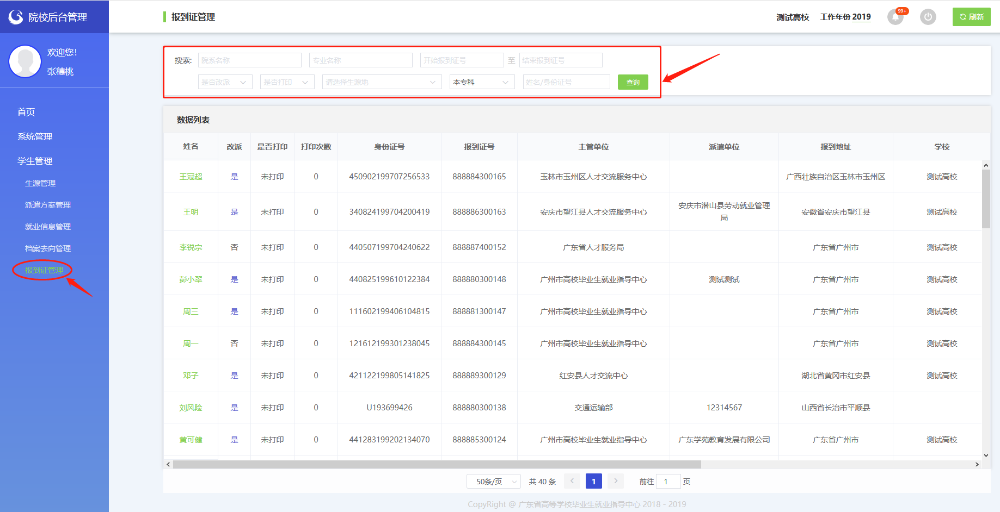 院校后台管理
报到证管理
测试高校 工作年份 2019
99+
刷新
欢迎您!
张穗桃
首页
系统管理
学生管理
生源管理
派遣方案管理
就业信息管理
档案去向管理
报到证管理
搜索: 院系名称 专业名称 开始报到证号 至 结束报到证号
是否改派 是否打印 请选择生源地 本专科 姓名/身份证号 查询
数据列表
姓名 改派 是否打印 打印次数 身份证号 报到证号 主管单位 派遣单位 报到地址 学校
王冠超 是 未打印 0 450902199707256533 888884300165 玉林市玉州区人才交流服务中心 广西壮族自治区玉林市玉州区 测试高校
王明 是 未打印 0 340824199704200419 888886300163 安庆市望江县人才交流服务中心 安庆市潜山县劳动就业管理局 安徽省安庆市望江县 测试高校
李锐宗 否 未打印 0 440507199704240622 888887400152 广东省人才服务局 广东省广州市 测试高校
彭小翠 是 未打印 0 440825199610122384 888880300148 广州市高校毕业生就业指导中心 测试测试 广东省广州市 测试高校
周三 是 未打印 0 111602199406104815 888881300147 广州市高校毕业生就业指导中心 广东省广州市 测试高校
周一 否 未打印 0 121612199301238045 888884300145 广州市高校毕业生就业指导中心 广东省广州市 测试高校
邓子 是 未打印 0 421122199805141825 888889300129 红安县人才交流中心 湖北省黄冈市红安县 测试高校
刘风险 是 未打印 0 U193699426 888880300138 交通运输部 12314567 山西省长治市平顺县
黄可健 是 未打印 0 441283199202134070 888885300124 广州市高校毕业生就业指导中心 广东学苑教育发展有限公司 广东省广州市 测试高校
50条/页 共 40 条 1 前往 1 页
CopyRight @ 广东省高等学校毕业生就业指导中心 2018 - 2019